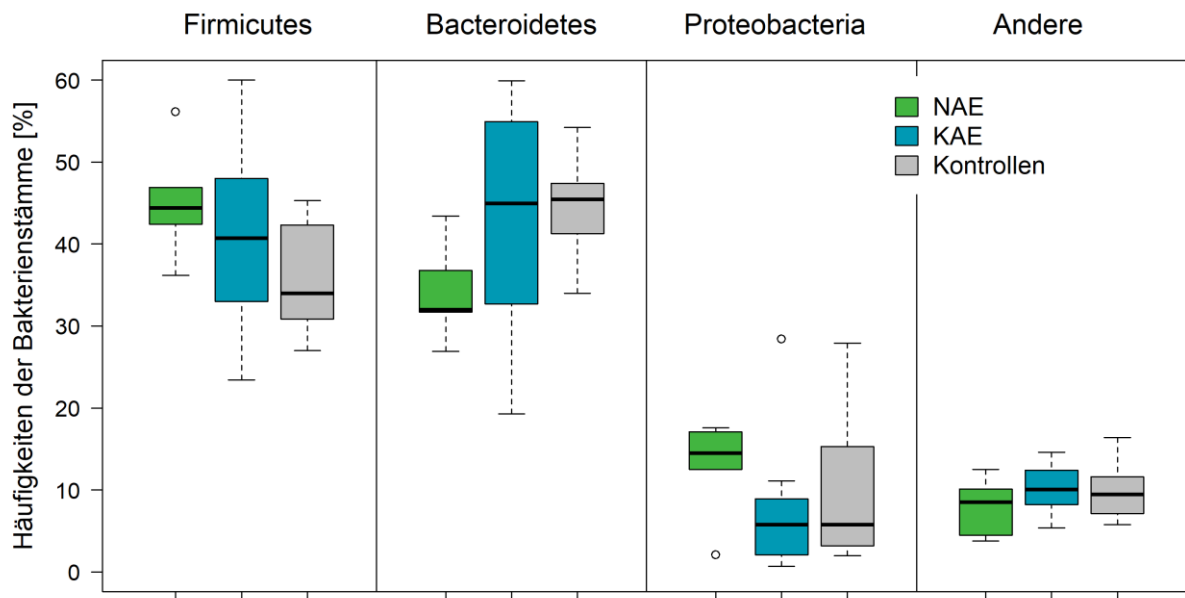 Firmicutes Bacteroidetes Proteobacteria Andere
Häufigkeiten der Bakterienstämme [%]
60
50
40
30
20
10
0
NAE
KAE
Kontrollen